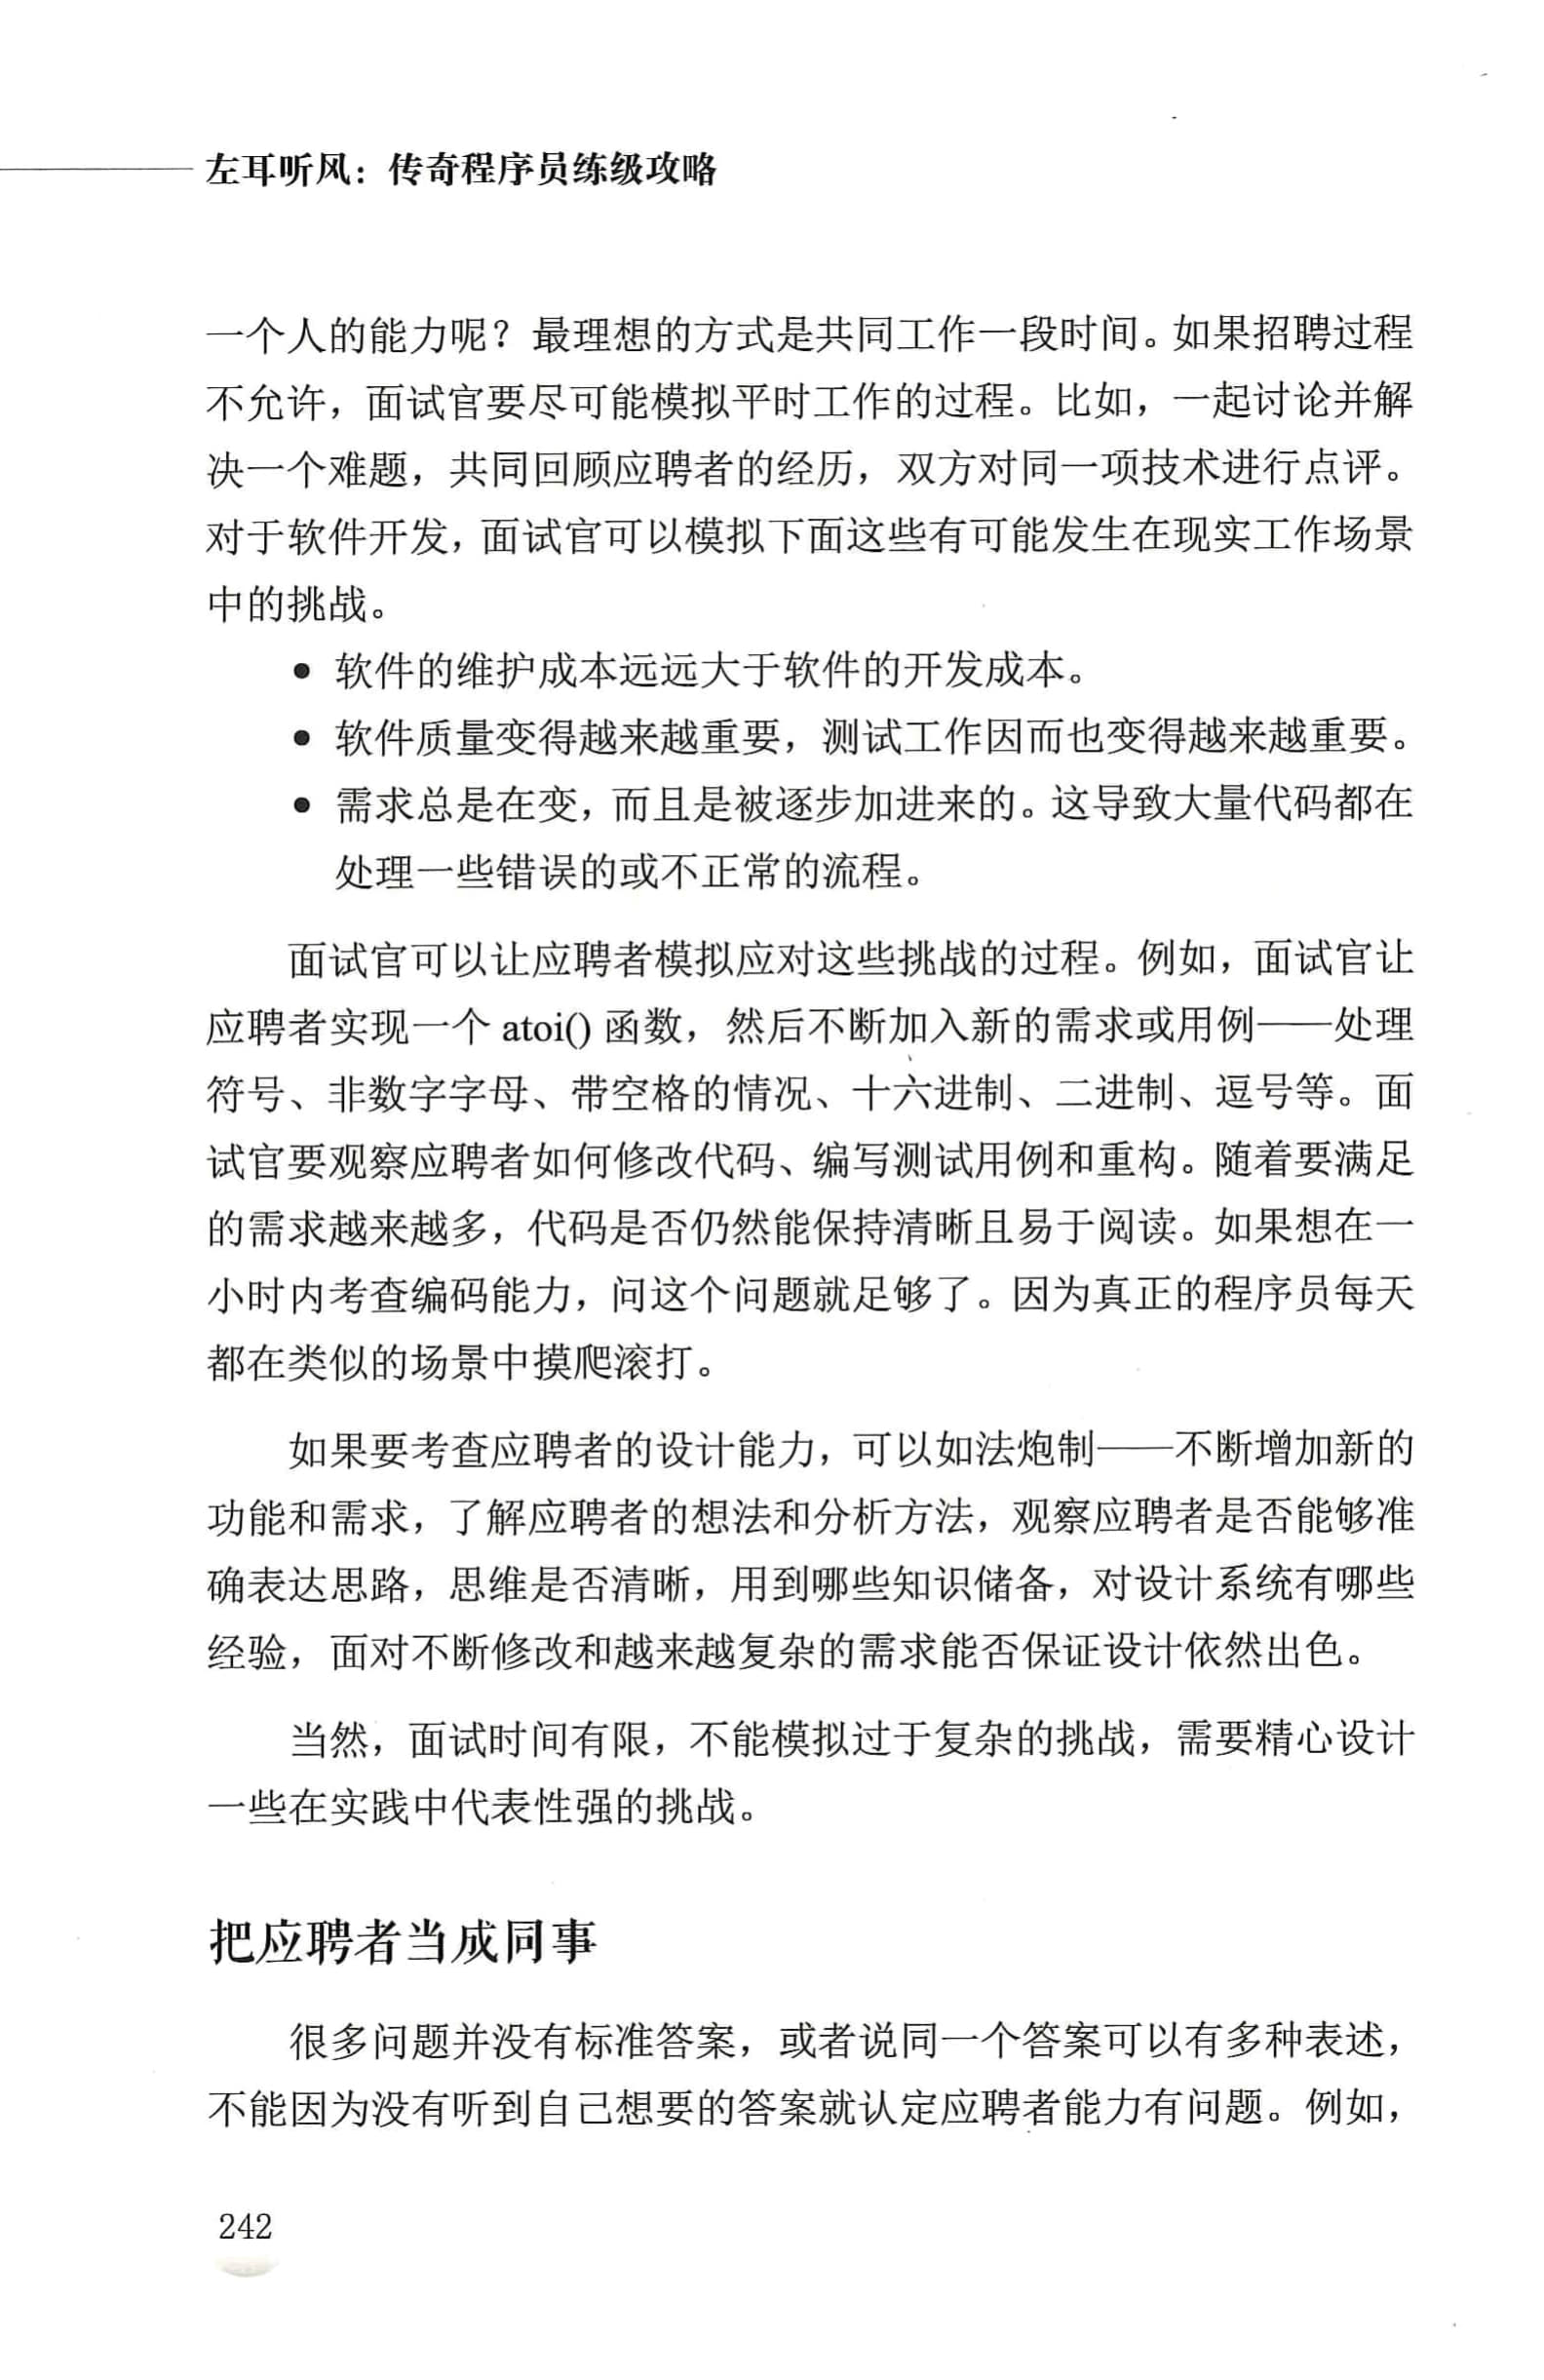 左耳听风：传奇程序员练级攻略
一个人的能力呢？最理想的方式是共同工作一段时间。如果招聘过程
不允许，面试官要尽可能模拟平时工作的过程。比如，一起讨论并解
决一个难题，共同回顾应聘者的经历，双方对同一项技术进行点评。
对于软件开发，面试官可以模拟下面这些有可能发生在现实工作场景
中的挑战。
● 软件的维护成本远远大于软件的开发成本。
● 软件质量变得越来越重要，测试工作因而也变得越来越重要。
● 需求总是在变，而且是被逐步加进来的。这导致大量代码都在
处理一些错误的或不正常的流程。
面试官可以让应聘者模拟应对这些挑战的过程。例如，面试官让
应聘者实现一个 atoi() 函数，然后不断加入新的需求或用例——处理
符号、非数字字母、带空格的情况、十六进制、二进制、逗号等。面
试官要观察应聘者如何修改代码、编写测试用例和重构。随着要满足
的需求越来越多，代码是否仍然能保持清晰且易于阅读。如果想在一
小时内考查编码能力，问这个问题就足够了。因为真正的程序员每天
都在类似的场景中摸爬滚打。
如果要考查应聘者的设计能力，可以如法炮制——不断增加新的
功能和需求，了解应聘者的想法和分析方法，观察应聘者是否能够准
确表达思路，思维是否清晰，用到哪些知识储备，对设计系统有哪些
经验，面对不断修改和越来越复杂的需求能否保证设计依然出色。
当然，面试时间有限，不能模拟过于复杂的挑战，需要精心设计
一些在实践中代表性强的挑战。
把应聘者当成同事
很多问题并没有标准答案，或者说同一个答案可以有多种表述，
不能因为没有听到自己想要的答案就认定应聘者能力有问题。例如，
242